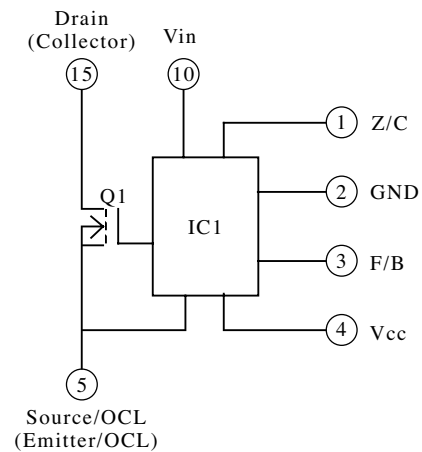 Drain
(Collector)
Vin
15
10
1 Z/C
Q1
2 GND
IC1
3 F/B
4 Vcc
5
Source/OCL
(Emitter/OCL)